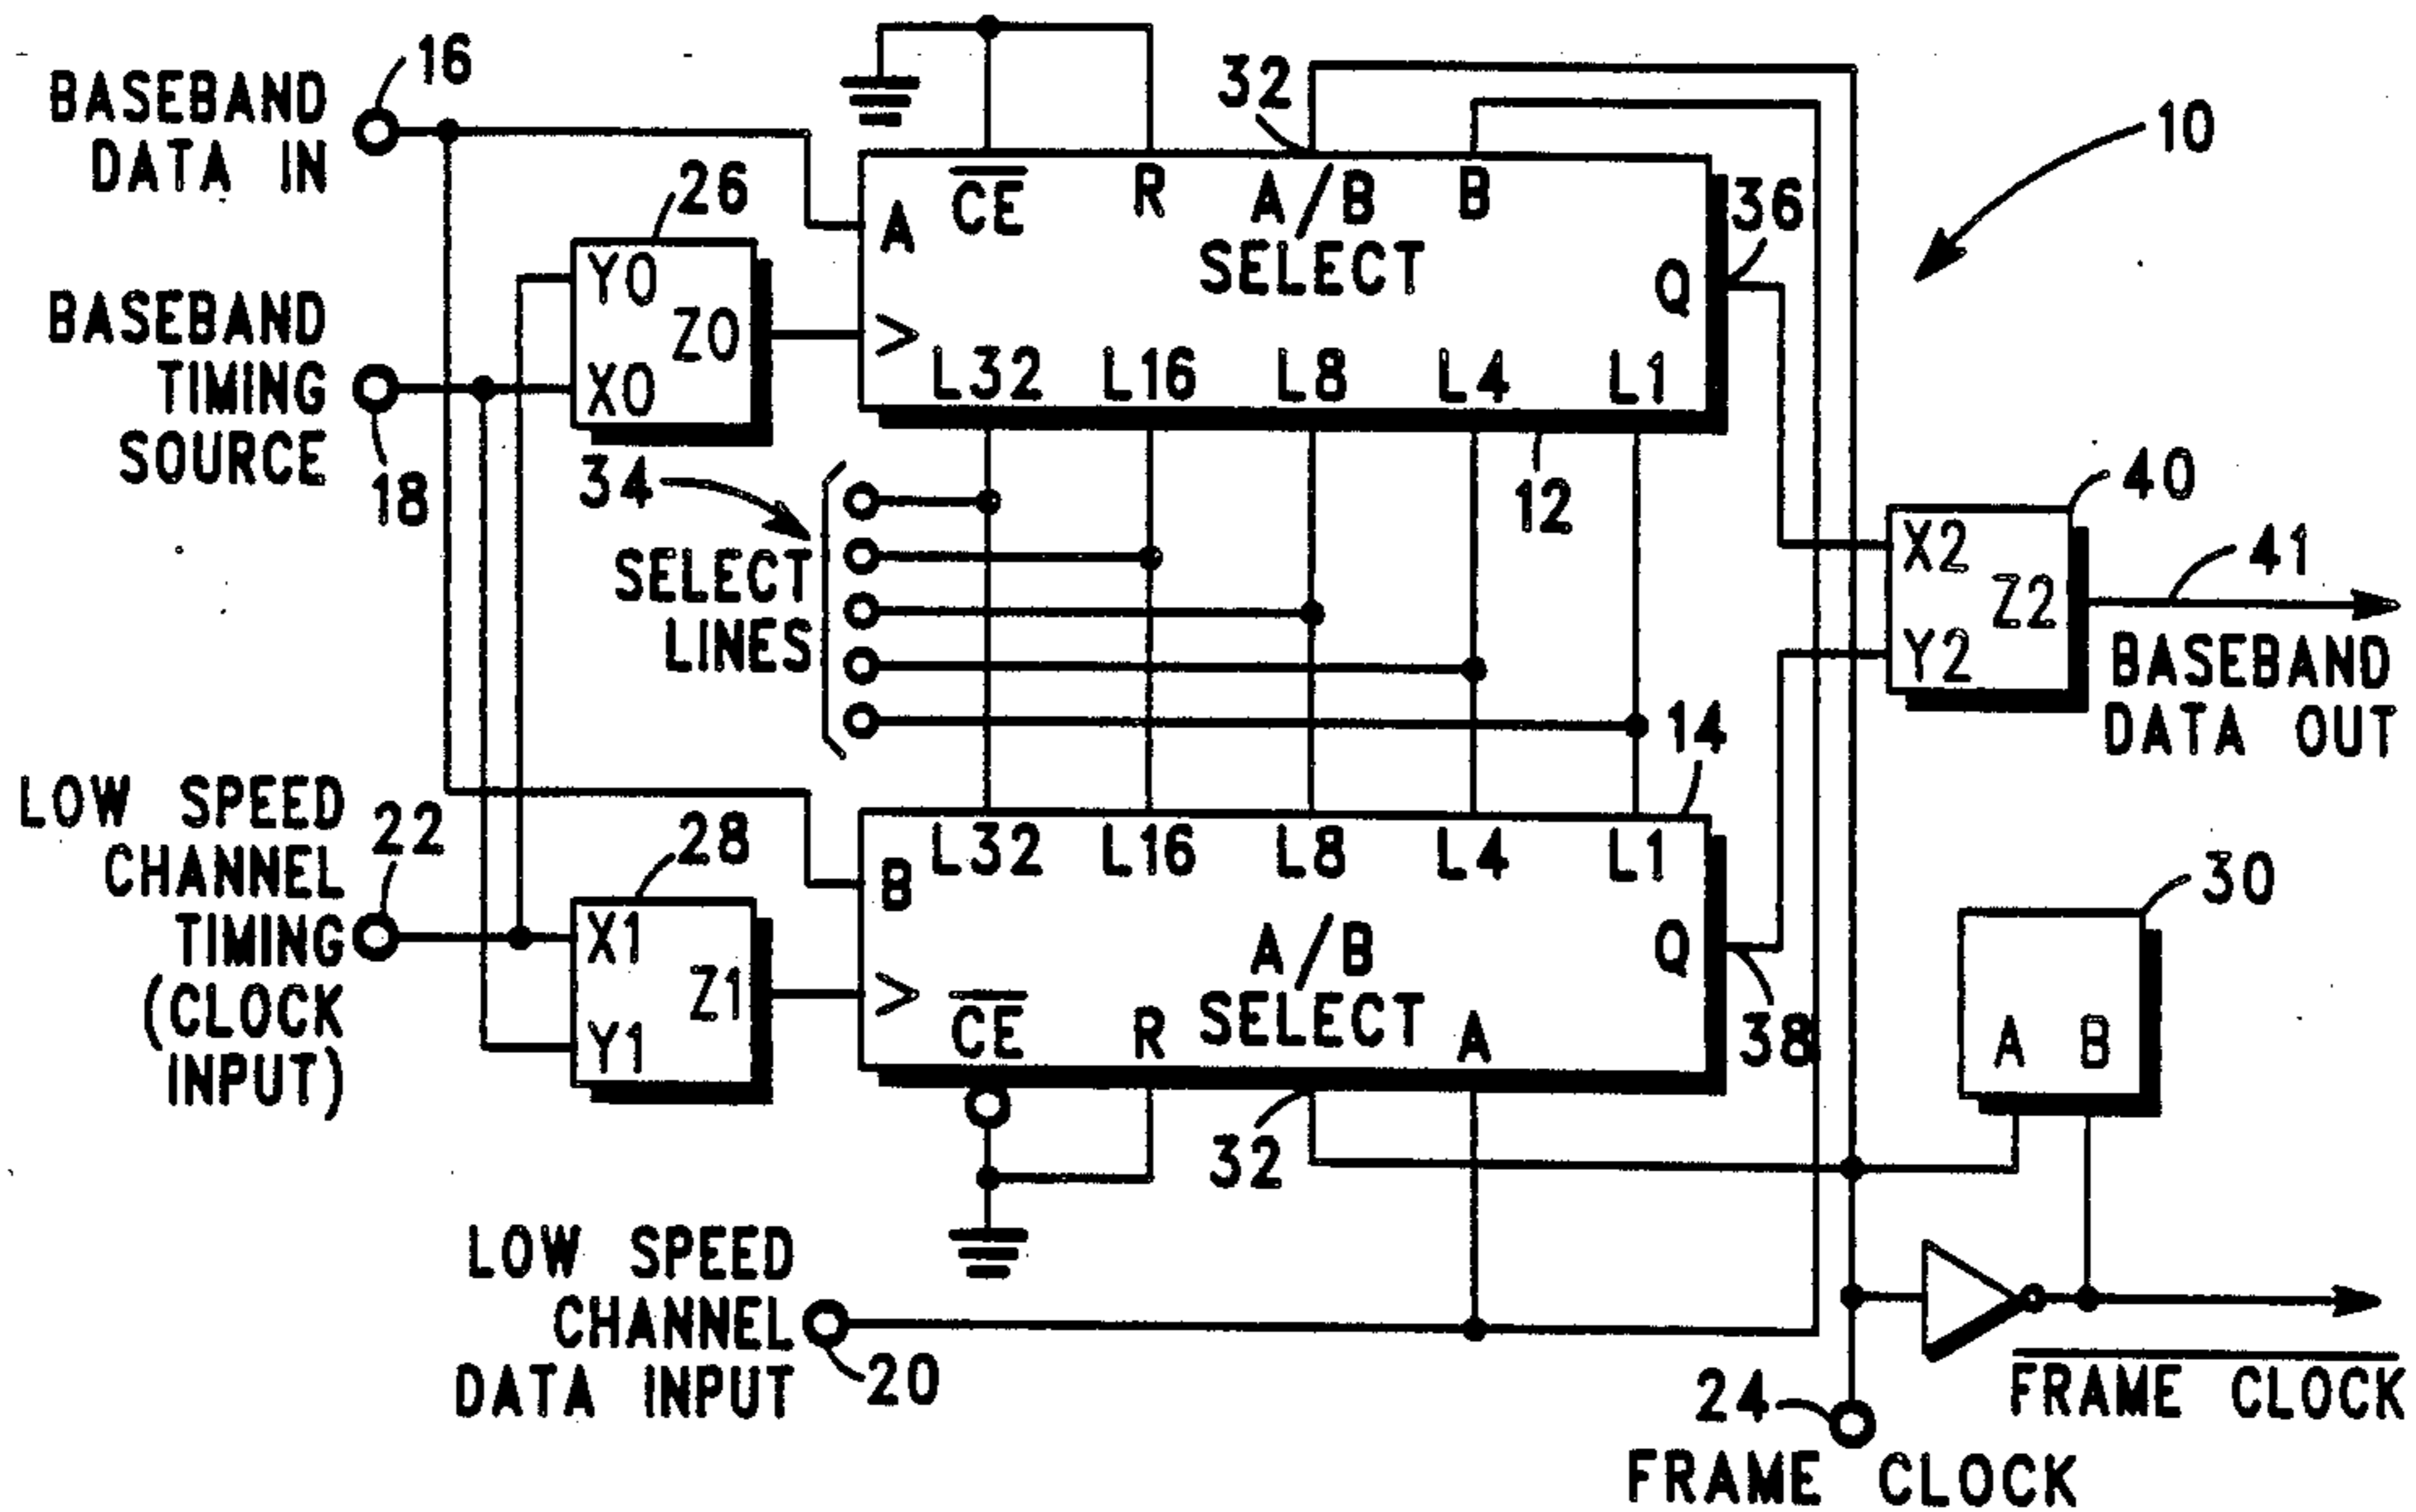 16
BASEBAND
DATA IN
32
10
26
CE
R
A/B
SELECT
B
36
A
Q
>
L32
L16
L8
L4
L1
Y0
Z0
X0
BASEBAND
TIMING
SOURCE
18
34
SELECT
LINES
12
40
X2
Z2
Y2
41
BASEBAND
DATA OUT
14
LOW SPEED
CHANNEL
TIMING
(CLOCK
INPUT)
22
28
X1
Z1
Y1
B
L32
L16
L8
L4
L1
A/B
SELECT
Q
>
CE
R
A
38
30
A
B
32
LOW SPEED
CHANNEL
DATA INPUT
20
24
FRAME CLOCK
FRAME CLOCK